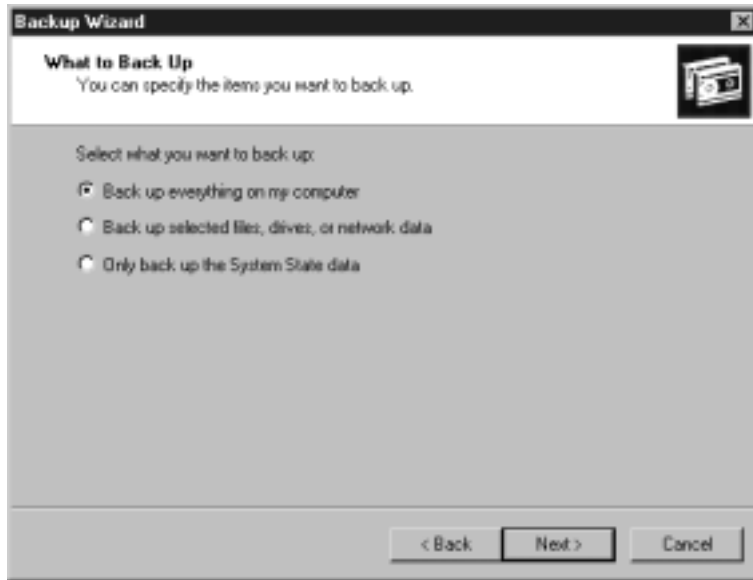 Backup Wizard
What to Back Up
You can specify the items you want to back up.
Select what you want to back up:
Back up everything on my computer
Back up selected files, drives, or network data
Only back up the System State data
< Back
Next >
Cancel